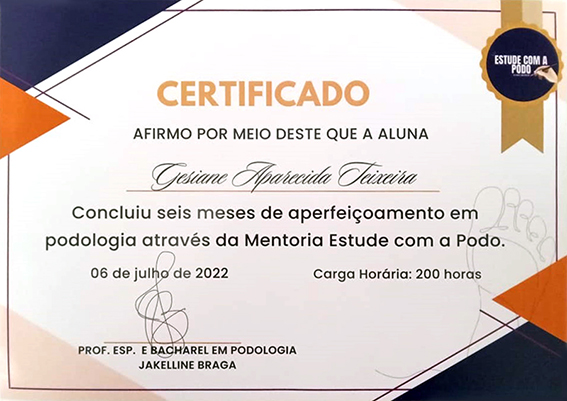 ESTUDE COM A
PODO
CERTIFICADO
AFIRMO POR MEIO DESTE QUE A ALUNA
Gesiane Aparecida Teixeira
Concluiu seis meses de aperfeiçoamento em
podologia através da Mentoria Estude com a Podo.
06 de julho de 2022 Carga Horária: 200 horas
PROF. ESP. E BACHAREL EM PODOLOGIA
JAKELLINE BRAGA